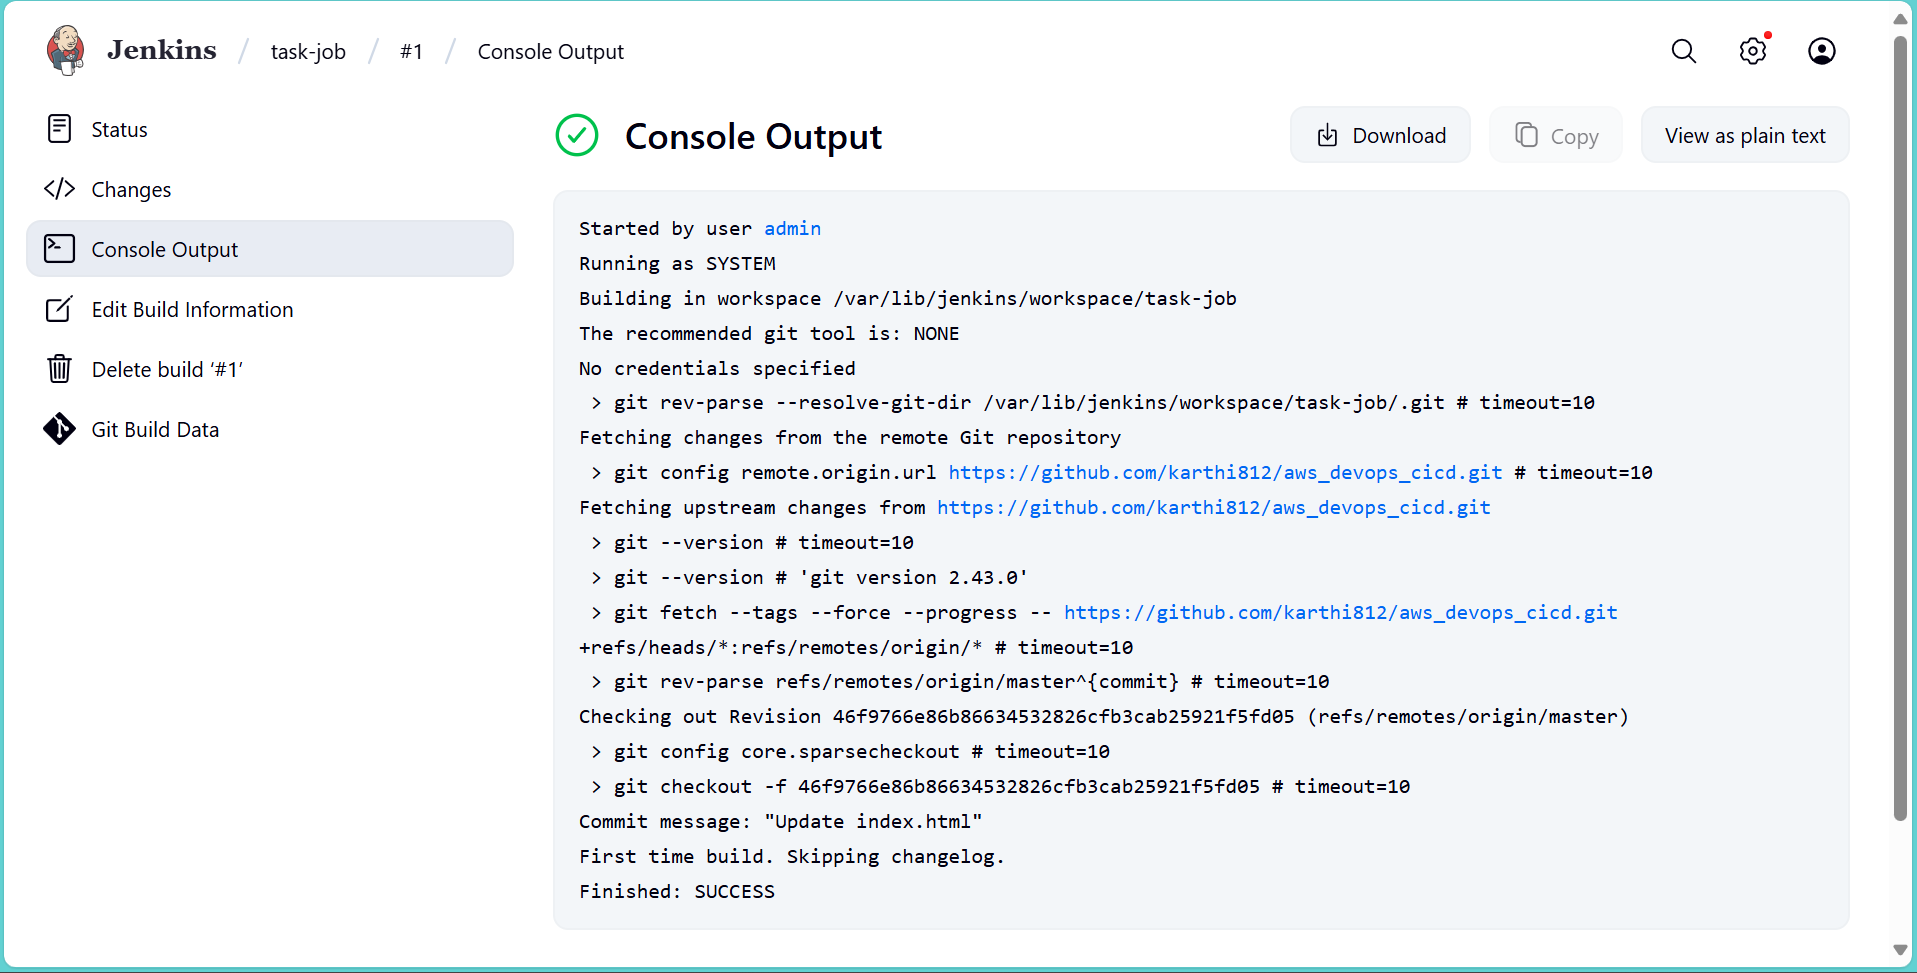 Jenkins / task-job / #1 / Console Output
Status
Changes
Console Output
Edit Build Information
Delete build ‘#1’
Git Build Data
Console Output
Download
Copy
View as plain text
Started by user admin
Running as SYSTEM
Building in workspace /var/lib/jenkins/workspace/task-job
The recommended git tool is: NONE
No credentials specified
 > git rev-parse --resolve-git-dir /var/lib/jenkins/workspace/task-job/.git # timeout=10
Fetching changes from the remote Git repository
 > git config remote.origin.url https://github.com/karthi812/aws_devops_cicd.git # timeout=10
Fetching upstream changes from https://github.com/karthi812/aws_devops_cicd.git
 > git --version # timeout=10
 > git --version # 'git version 2.43.0'
 > git fetch --tags --force --progress -- https://github.com/karthi812/aws_devops_cicd.git
+refs/heads/*:refs/remotes/origin/* # timeout=10
 > git rev-parse refs/remotes/origin/master^{commit} # timeout=10
Checking out Revision 46f9766e86b86634532826cfb3cab25921f5fd05 (refs/remotes/origin/master)
 > git config core.sparsecheckout # timeout=10
 > git checkout -f 46f9766e86b86634532826cfb3cab25921f5fd05 # timeout=10
Commit message: "Update index.html"
First time build. Skipping changelog.
Finished: SUCCESS